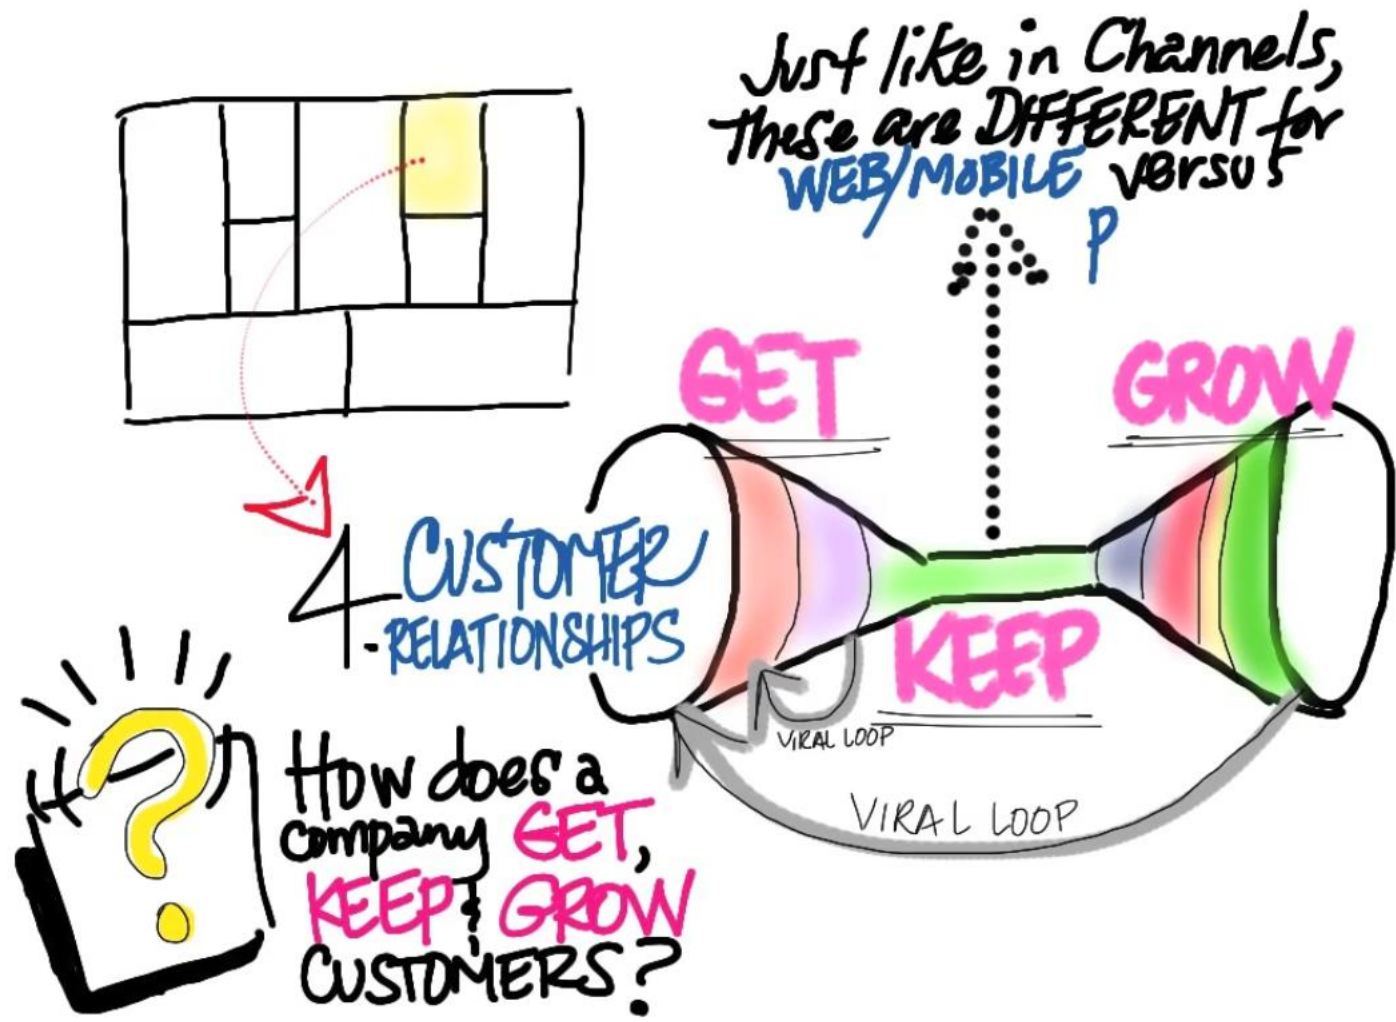 Just like in Channels,
these are DIFFERENT for
WEB/MOBILE versus
P
GET
GROW
4. CUSTOMER
RELATIONSHIPS
KEEP
VIRAL LOOP
VIRAL LOOP
How does a
company GET,
KEEP & GROW
CUSTOMERS?